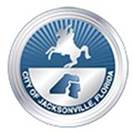 CITY OF JACKSONVILLE, FLORIDA